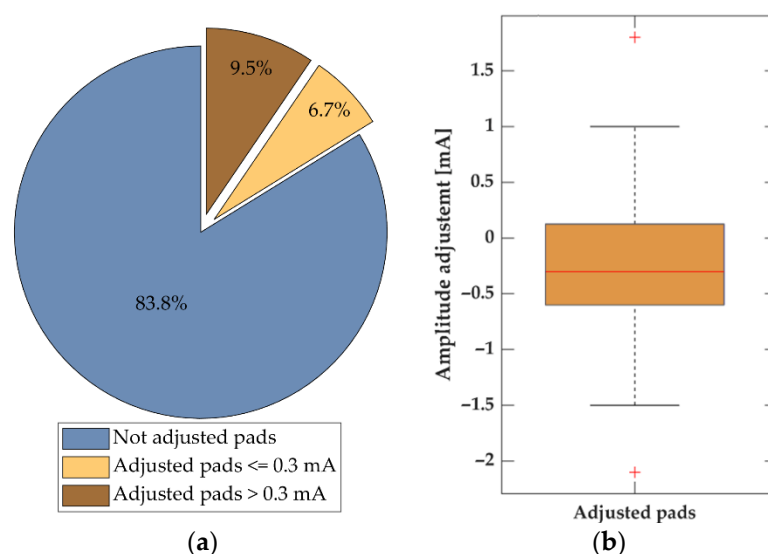 9.5%
6.7%
83.8%
Not adjusted pads
Adjusted pads <= 0.3 mA
Adjusted pads > 0.3 mA
(a)
Amplitude adjustemt [mA]
1.5
1
0.5
0
−0.5
−1
−1.5
−2
Adjusted pads
(b)